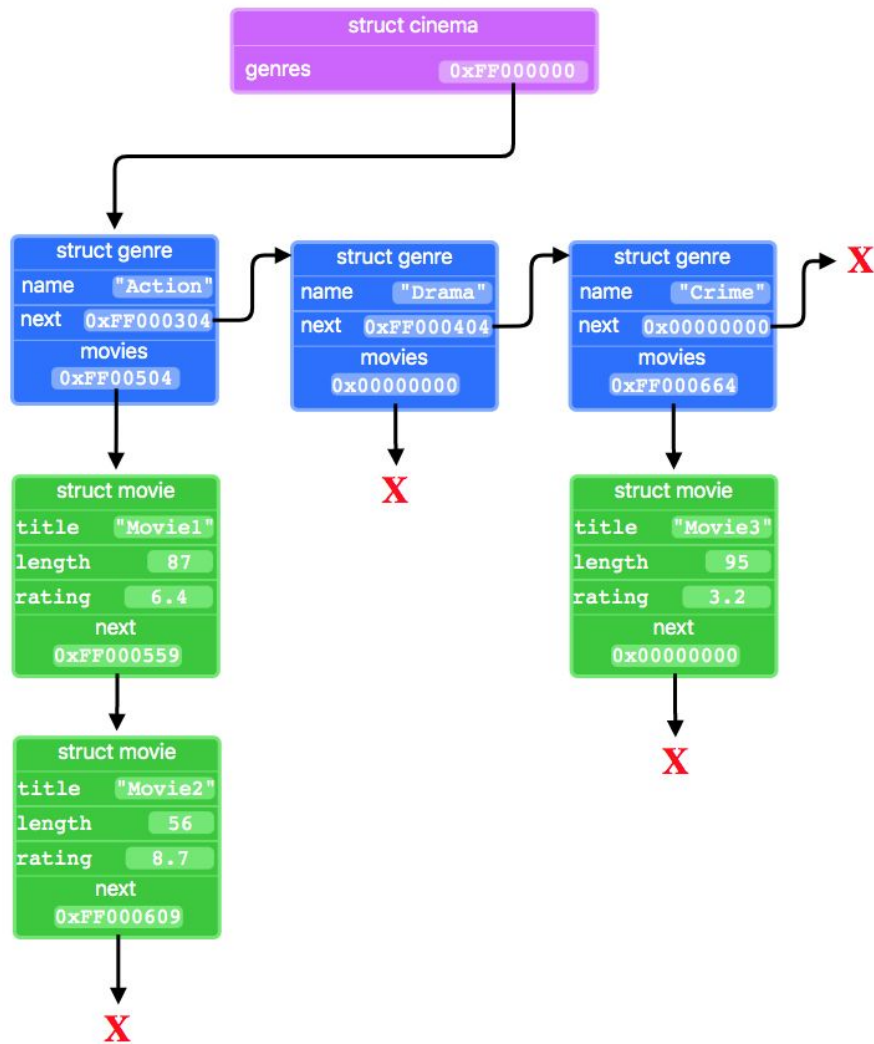 struct cinema
genres 0xFF000000
struct genre
name "Action"
next 0xFF000304
movies
0xFF00504
struct genre
name "Drama"
next 0xFF000404
movies
0x00000000
X
struct genre
name "Crime"
next 0x00000000
X
movies
0xFF000664
struct movie
title "Movie1"
length 87
rating 6.4
next
0xFF000559
struct movie
title "Movie2"
length 56
rating 8.7
next
0xFF000609
X
struct movie
title "Movie3"
length 95
rating 3.2
next
0x00000000
X